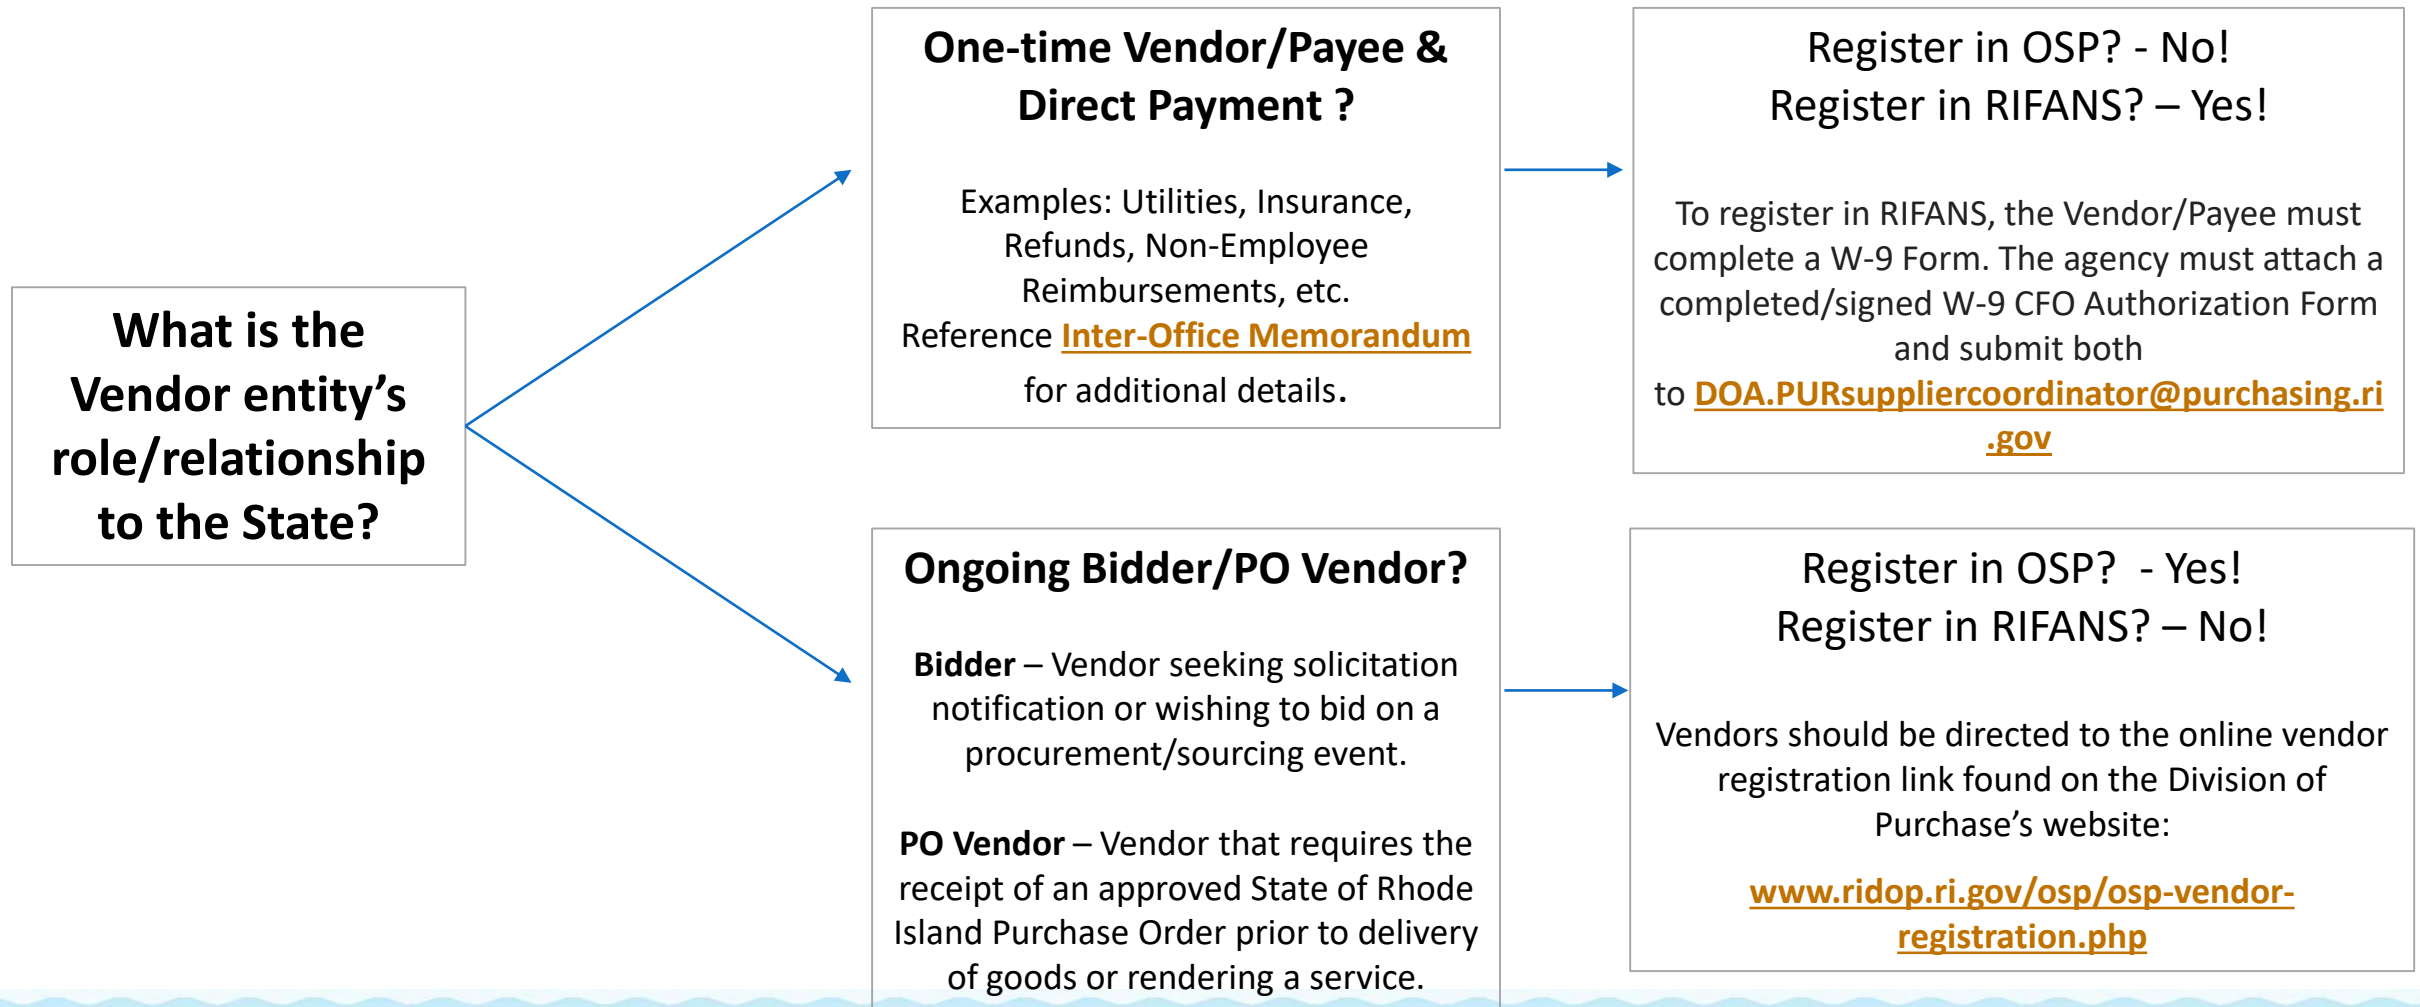 What is the
Vendor entity’s
role/relationship
to the State?
One-time Vendor/Payee &
Direct Payment ?
Examples: Utilities, Insurance,
Refunds, Non-Employee
Reimbursements, etc.
Reference Inter-Office Memorandum
for additional details.
Register in OSP? - No!
Register in RIFANS? – Yes!
To register in RIFANS, the Vendor/Payee must
complete a W-9 Form. The agency must attach a
completed/signed W-9 CFO Authorization Form
and submit both
to DOA.PURsuppliercoordinator@purchasing.ri
.gov
Ongoing Bidder/PO Vendor?
Bidder – Vendor seeking solicitation
notification or wishing to bid on a
procurement/sourcing event.
PO Vendor – Vendor that requires the
receipt of an approved State of Rhode
Island Purchase Order prior to delivery
of goods or rendering a service.
Register in OSP?  - Yes!
Register in RIFANS? – No!
Vendors should be directed to the online vendor
registration link found on the Division of
Purchase’s website:
www.ridop.ri.gov/osp/osp-vendor-
registration.php